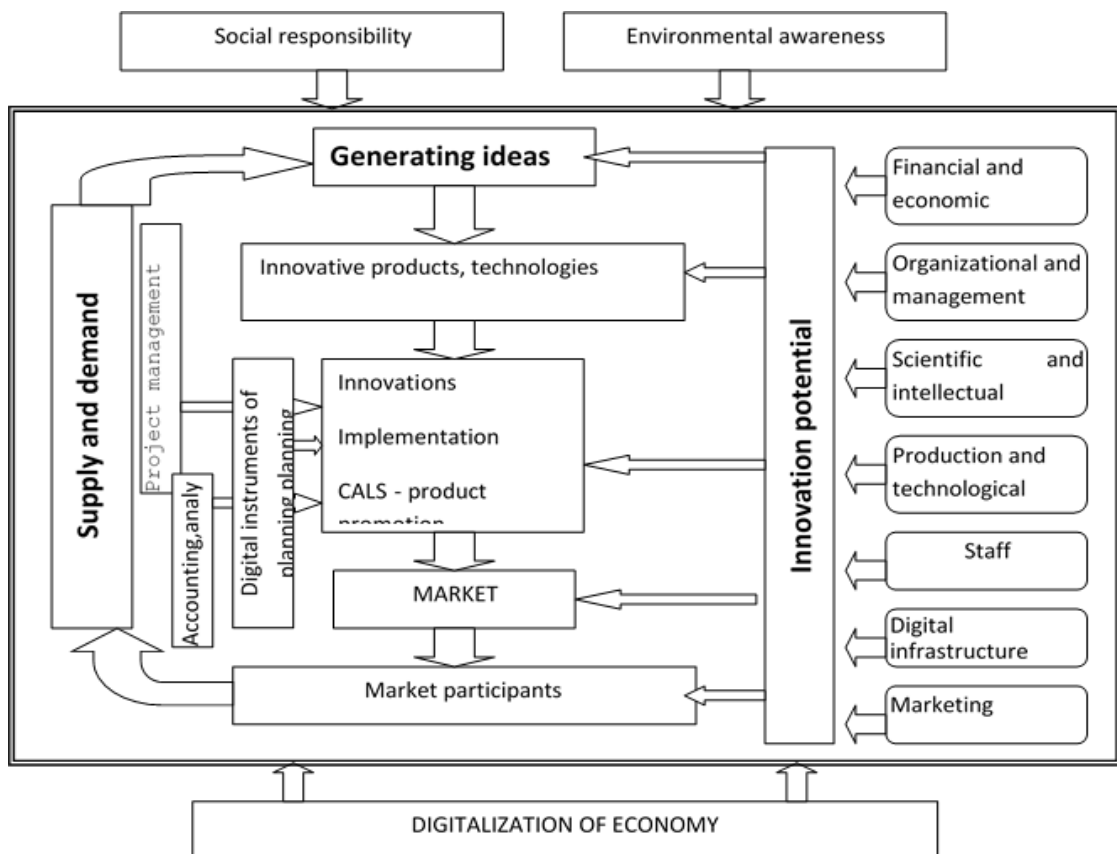 Social responsibility
Environmental awareness
Generating ideas
Innovative products, technologies
Supply and demand
Project management
Accounting,analy
Digital instruments of
planning planning
Innovations
Implementation
CALS - product
promotion
MARKET
Market participants
Innovation potential
Financial and
economic
Organizational and
management
Scientific and
intellectual
Production and
technological
Staff
Digital
infrastructure
Marketing
DIGITALIZATION OF ECONOMY